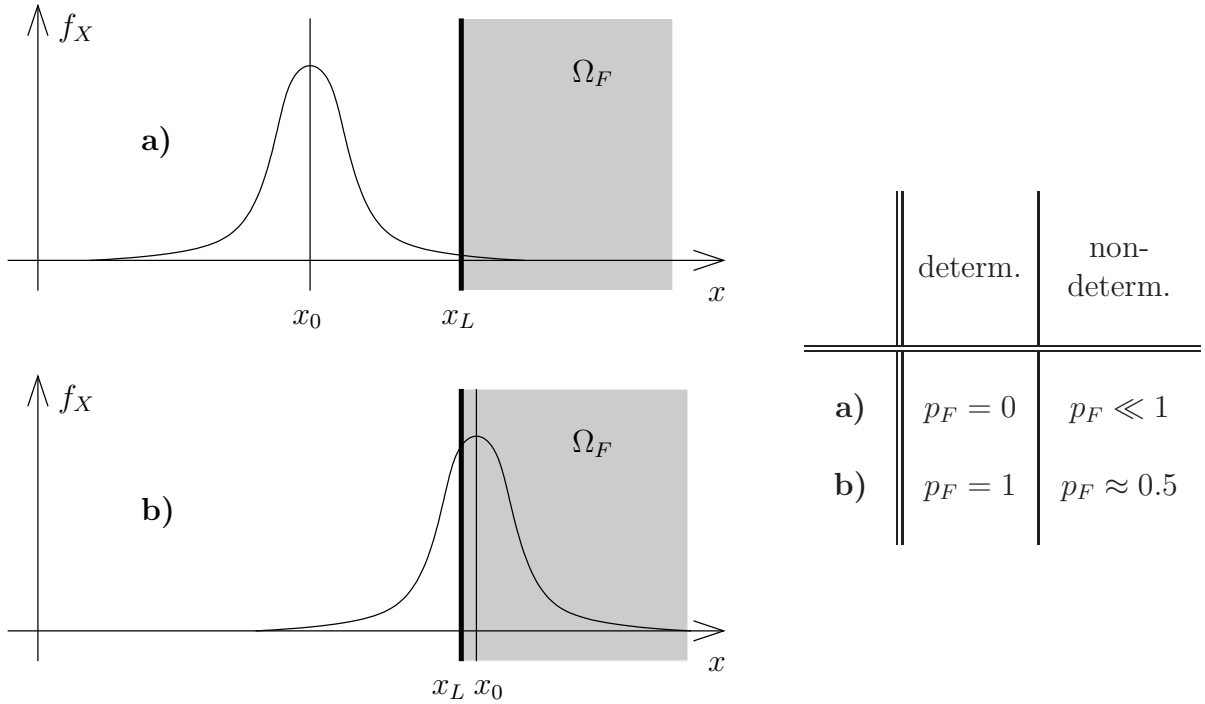 f_X
Ω_F
a)
x
x_0 x_L
f_X
Ω_F
b)
x
x_L x_0
determ. non-
determ.
a) p_F = 0 p_F ≪ 1
b) p_F = 1 p_F ≈ 0.5